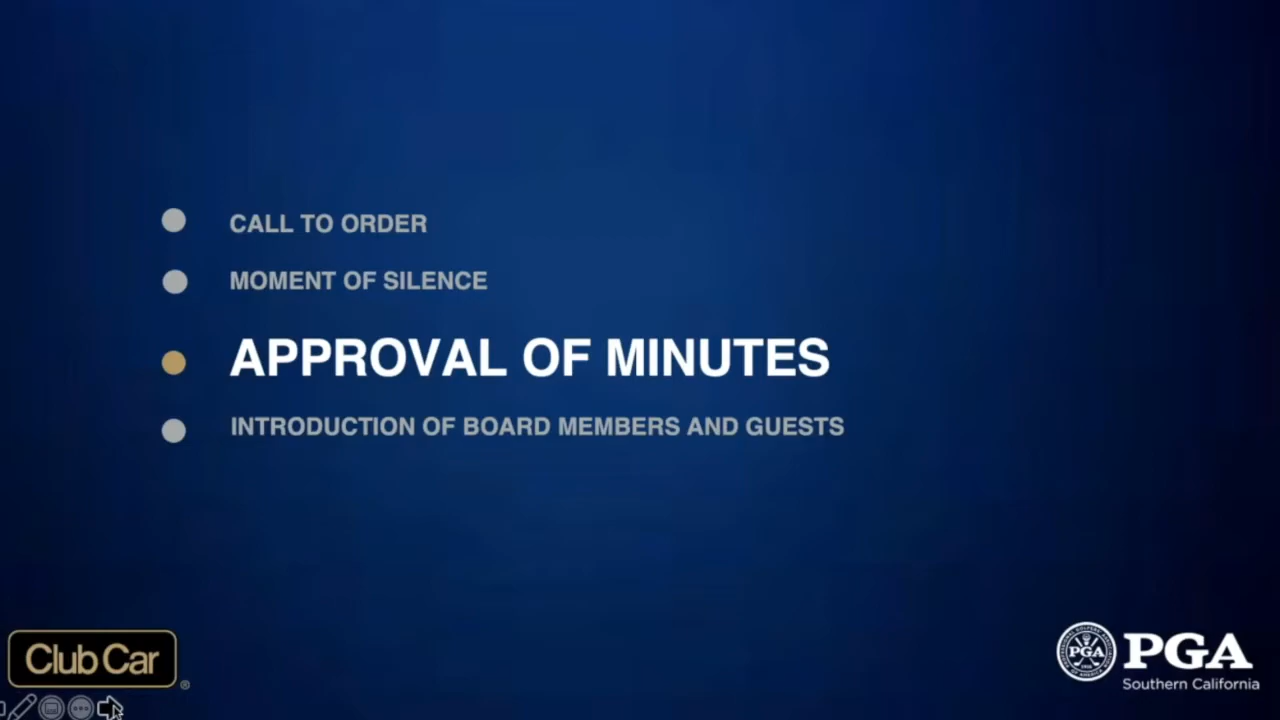 CALL TO ORDER
MOMENT OF SILENCE
APPROVAL OF MINUTES
INTRODUCTION OF BOARD MEMBERS AND GUESTS
Club Car
®
PGA
PGA
Southern California